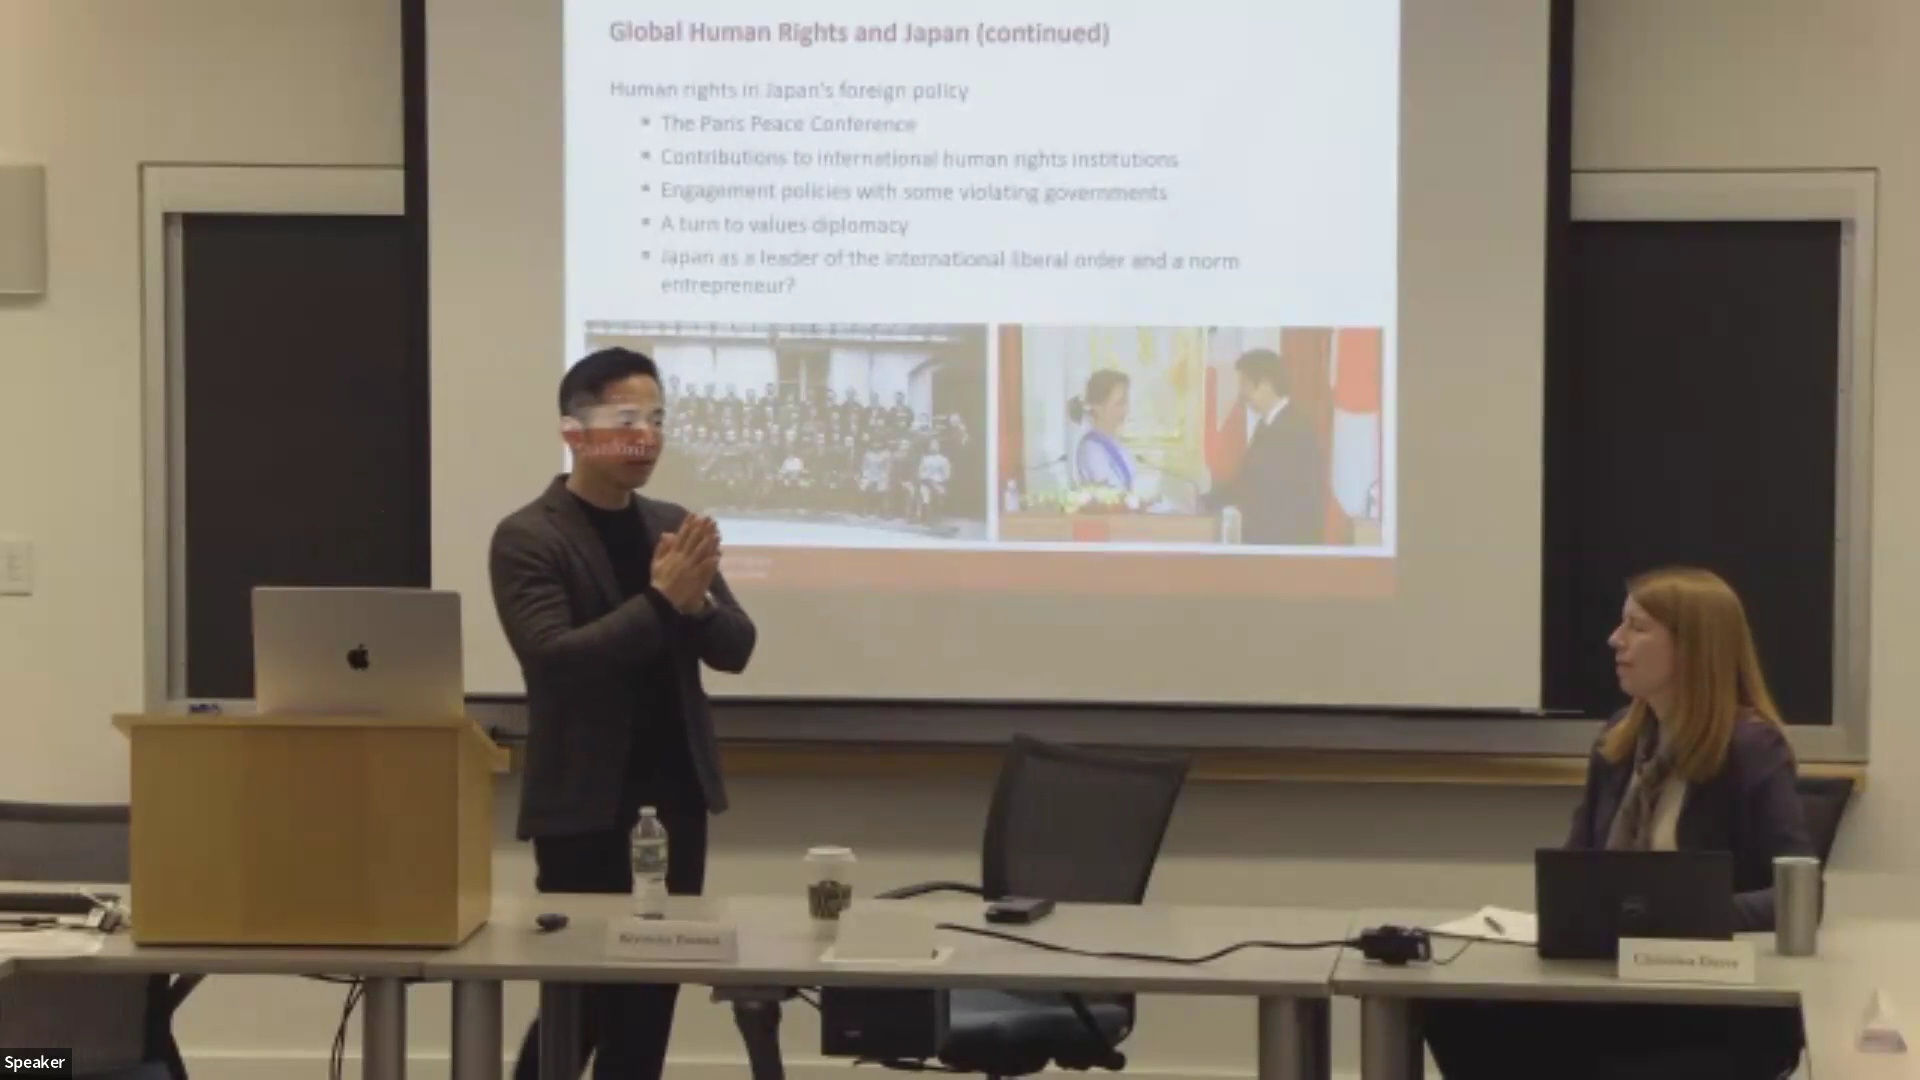 Global Human Rights and Japan (continued)
Human rights in Japan's foreign policy
The Paris Peace Conference
Contributions to international human rights institutions
Engagement policies with some violating governments
A turn to values diplomacy
Japan as a leader of the international liberal order and a norm
entrepreneur?
Speaker